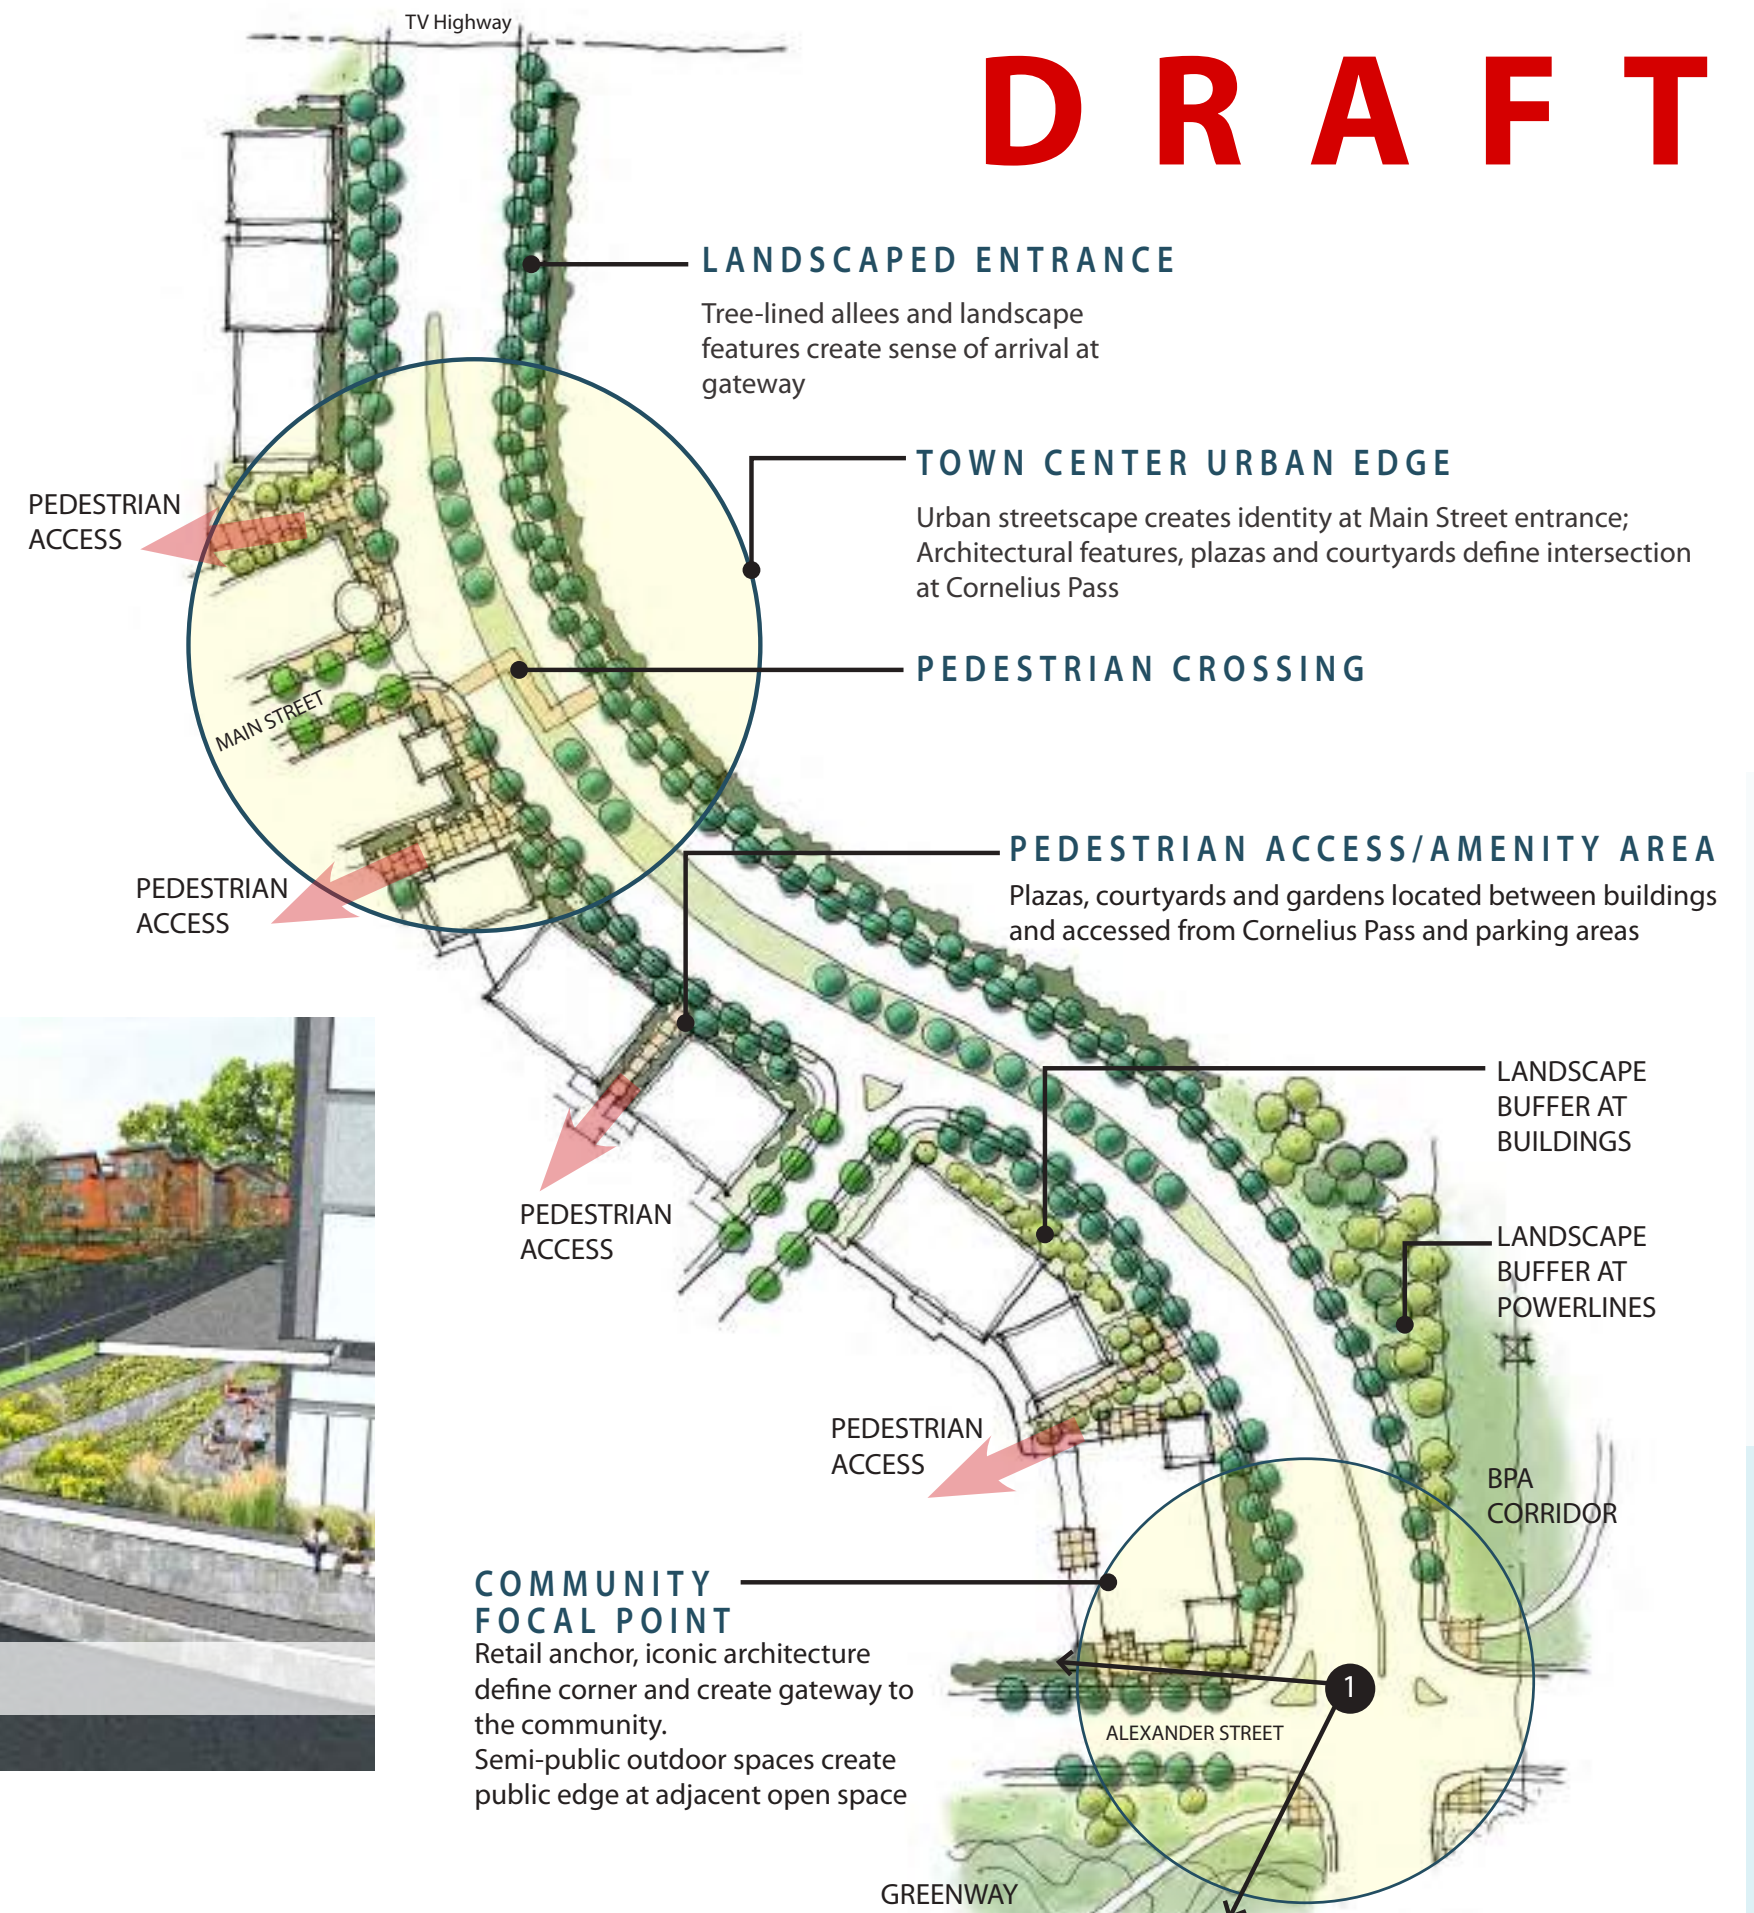 TV Highway
D R A F T
LANDSCAPED ENTRANCE
Tree-lined allees and landscape
features create sense of arrival at
gateway
TOWN CENTER URBAN EDGE
Urban streetscape creates identity at Main Street entrance;
Architectural features, plazas and courtyards define intersection
at Cornelius Pass
PEDESTRIAN
ACCESS
PEDESTRIAN CROSSING
MAIN STREET
PEDESTRIAN ACCESS/AMENITY AREA
Plazas, courtyards and gardens located between buildings
and accessed from Cornelius Pass and parking areas
PEDESTRIAN
ACCESS
LANDSCAPE
BUFFER AT
BUILDINGS
PEDESTRIAN
ACCESS
LANDSCAPE
BUFFER AT
POWERLINES
PEDESTRIAN
ACCESS
BPA
CORRIDOR
COMMUNITY
FOCAL POINT
Retail anchor, iconic architecture
define corner and create gateway to
the community.
Semi-public outdoor spaces create
public edge at adjacent open space
1
ALEXANDER STREET
GREENWAY